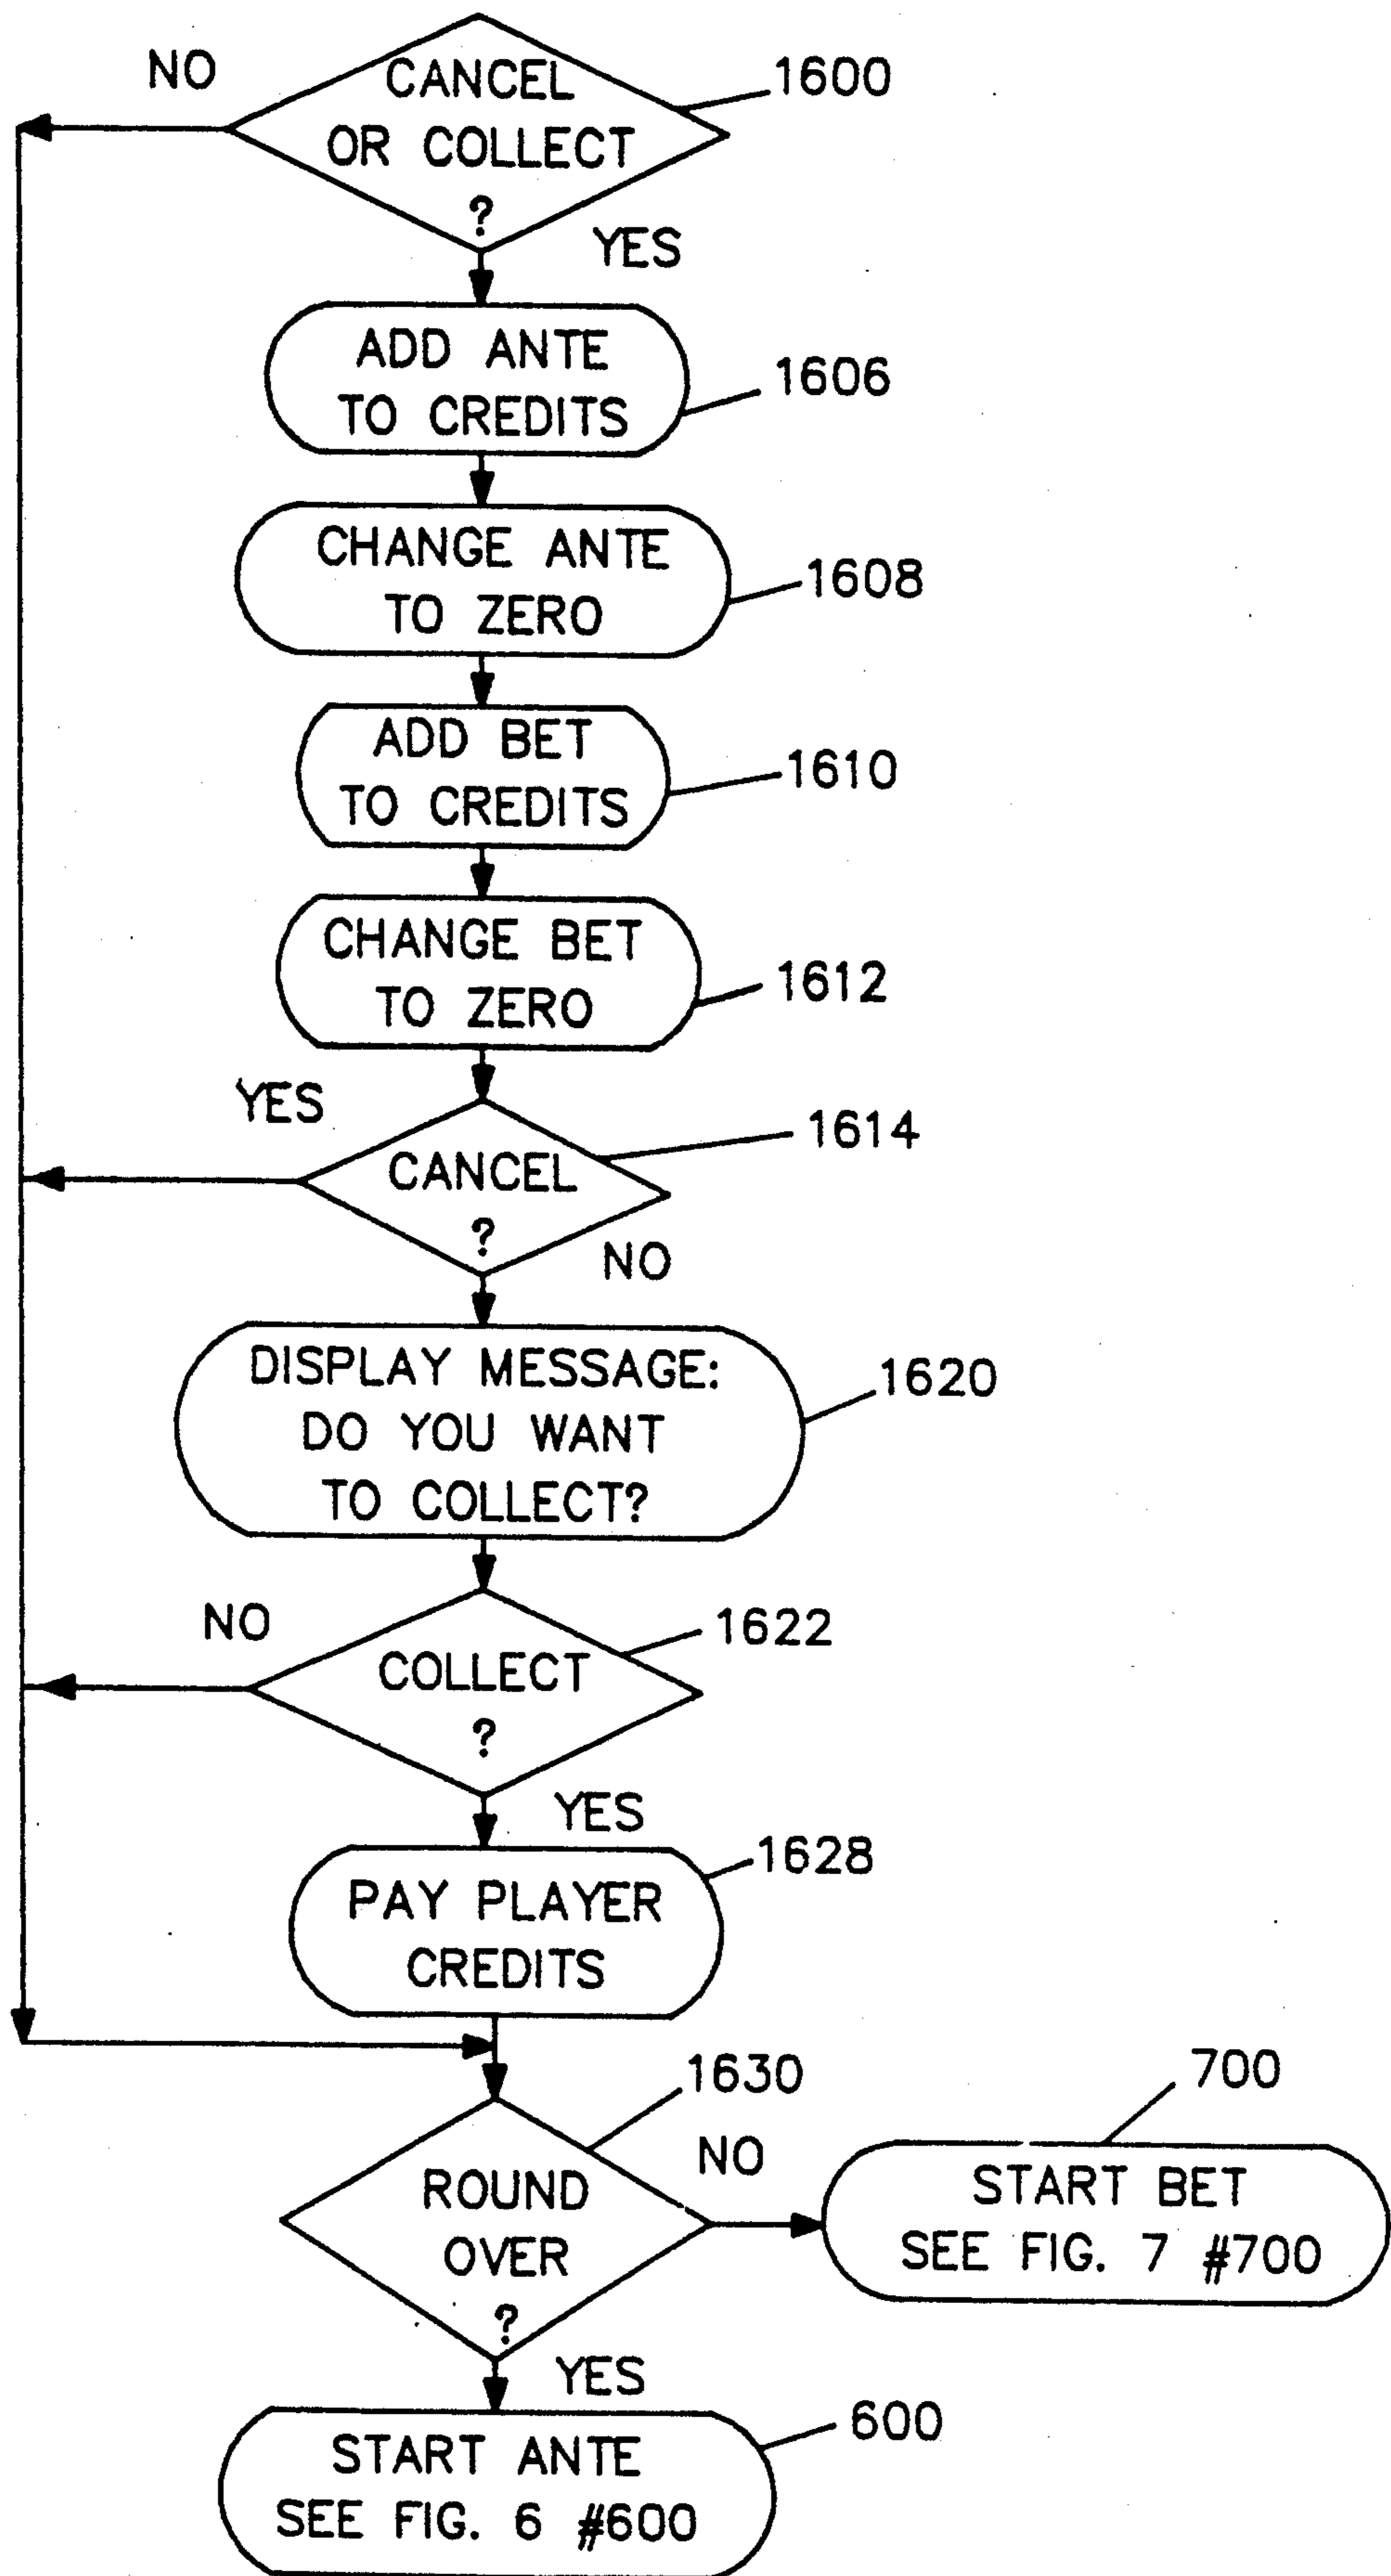 NO
CANCEL
OR COLLECT
?
1600
YES
ADD ANTE
TO CREDITS
1606
CHANGE ANTE
TO ZERO
1608
ADD BET
TO CREDITS
1610
CHANGE BET
TO ZERO
1612
YES
CANCEL
?
1614
NO
DISPLAY MESSAGE:
DO YOU WANT
TO COLLECT?
1620
NO
COLLECT
?
1622
YES
PAY PLAYER
CREDITS
1628
ROUND
OVER
?
1630
NO
700
START BET
SEE FIG. 7 #700
YES
START ANTE
SEE FIG. 6 #600
600